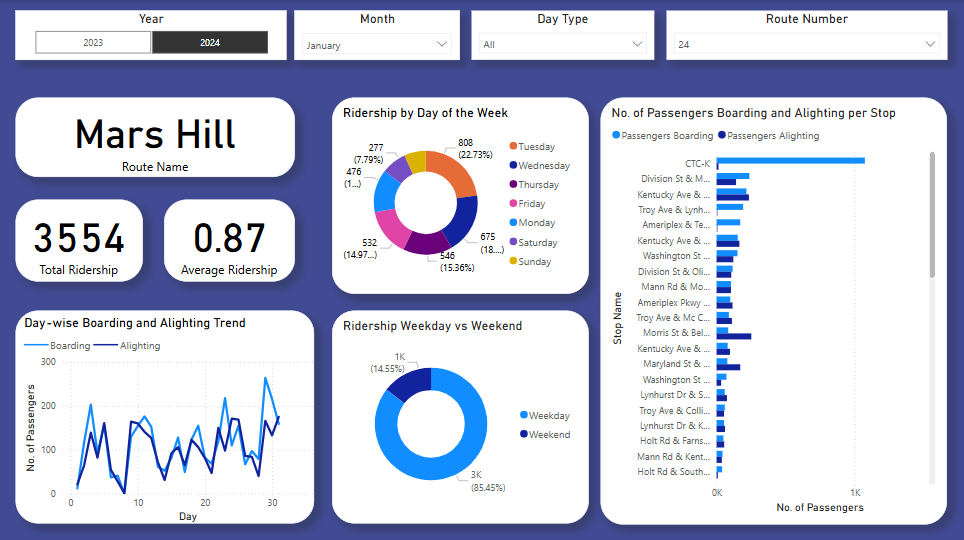 Year
2023
2024
Month
January
Day Type
All
Route Number
24
Mars Hill
Route Name
3554
Total Ridership
0.87
Average Ridership
Ridership by Day of the Week
808
(22.73%)
675
(18....)
546
(15.36%)
532
(14.97...)
476
(1...)
277
(7.79%)
Tuesday
Wednesday
Thursday
Friday
Monday
Saturday
Sunday
No. of Passengers Boarding and Alighting per Stop
Passengers Boarding
Passengers Alighting
Stop Name
CTC-K
Division St & M...
Kentucky Ave & ...
Troy Ave & Lynh...
Ameriplex & Te...
Kentucky Ave & ...
Washington St ...
Division St & Oli...
Mann Rd & Mo...
Ameriplex Pkwy ...
Troy Ave & Mc C...
Morris St & Bel...
Kentucky Ave & ...
Maryland St & ...
Washington St ...
Lynhurst Dr & S...
Troy Ave & Colli...
Lynhurst Dr & K...
Holt Rd & Farns...
Mann Rd & Kent...
Holt Rd & South...
0K
1K
No. of Passengers
Day-wise Boarding and Alighting Trend
Boarding
Alighting
No. of Passengers
300
200
100
0
0
10
20
30
Day
Ridership Weekday vs Weekend
1K
(14.55%)
3K
(85.45%)
Weekday
Weekend